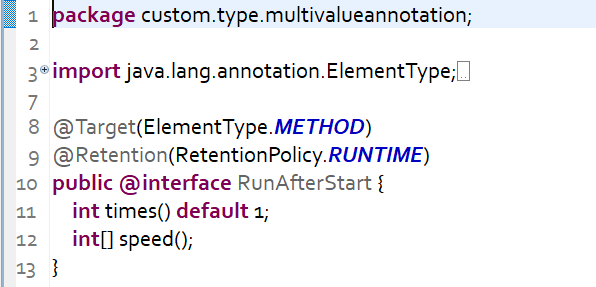 1 package custom.type.multivalueannotation;
2
3 import java.lang.annotation.ElementType;
7
8 @Target(ElementType.METHOD)
9 @Retention(RetentionPolicy.RUNTIME)
10 public @interface RunAfterStart {
11 int times() default 1;
12 int[] speed();
13 }